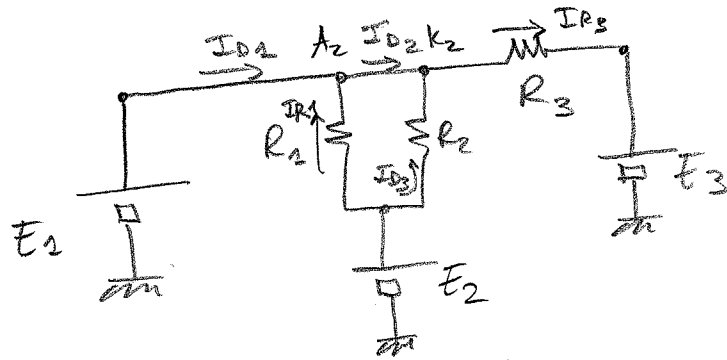 ID1 A2 ID2 K2 IR3
IR1
R1 R2 R3
ID3
E1 E2 E3